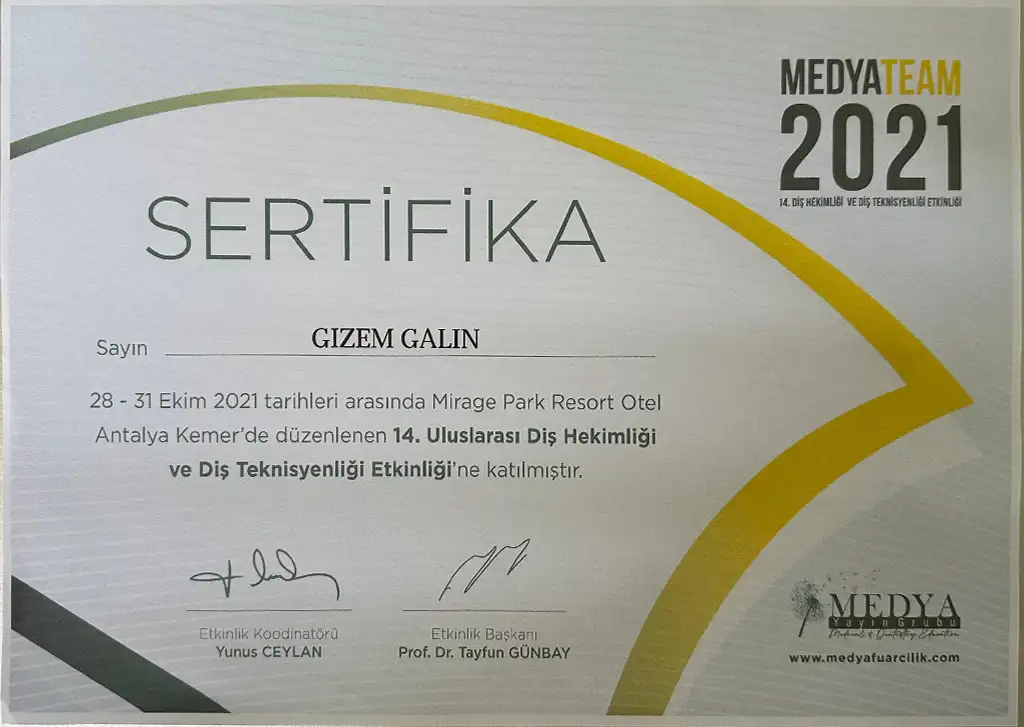 MEDYATEAM
2021
14. DİŞ HEKİMLİĞİ VE DİŞ TEKNİSYENLİĞİ ETKİNLİĞİ
SERTİFİKA
Sayın GIZEM GALIN
28 - 31 Ekim 2021 tarihleri arasında Mirage Park Resort Otel
Antalya Kemer'de düzenlenen 14. Uluslarası Diş Hekimliği
ve Diş Teknisyenliği Etkinliği'ne katılmıştır.
Etkinlik Koodinatörü
Yunus CEYLAN
Etkinlik Başkanı
Prof. Dr. Tayfun GÜNBAY
MEDYA
Yayın Grubu
Medical & Dentistry Education
www.medyafuarcilik.com